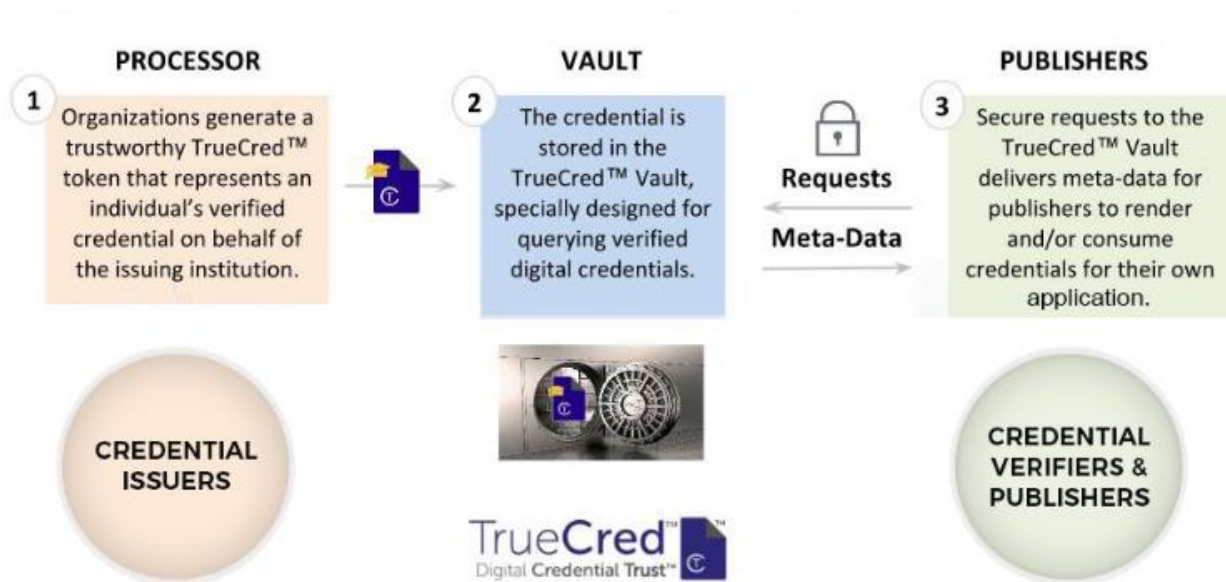 PROCESSOR
1
Organizations generate a
trustworthy TrueCred™
token that represents an
individual's verified
credential on behalf of
the issuing institution.
VAULT
2
The credential is
stored in the
TrueCred™ Vault,
specially designed for
querying verified
digital credentials.
Requests
Meta-Data
PUBLISHERS
3
Secure requests to the
TrueCred™ Vault
delivers meta-data for
publishers to render
and/or consume
credentials for their own
application.
CREDENTIAL
ISSUERS
CREDENTIAL
VERIFIERS &
PUBLISHERS
TrueCred™
Digital Credential Trust™